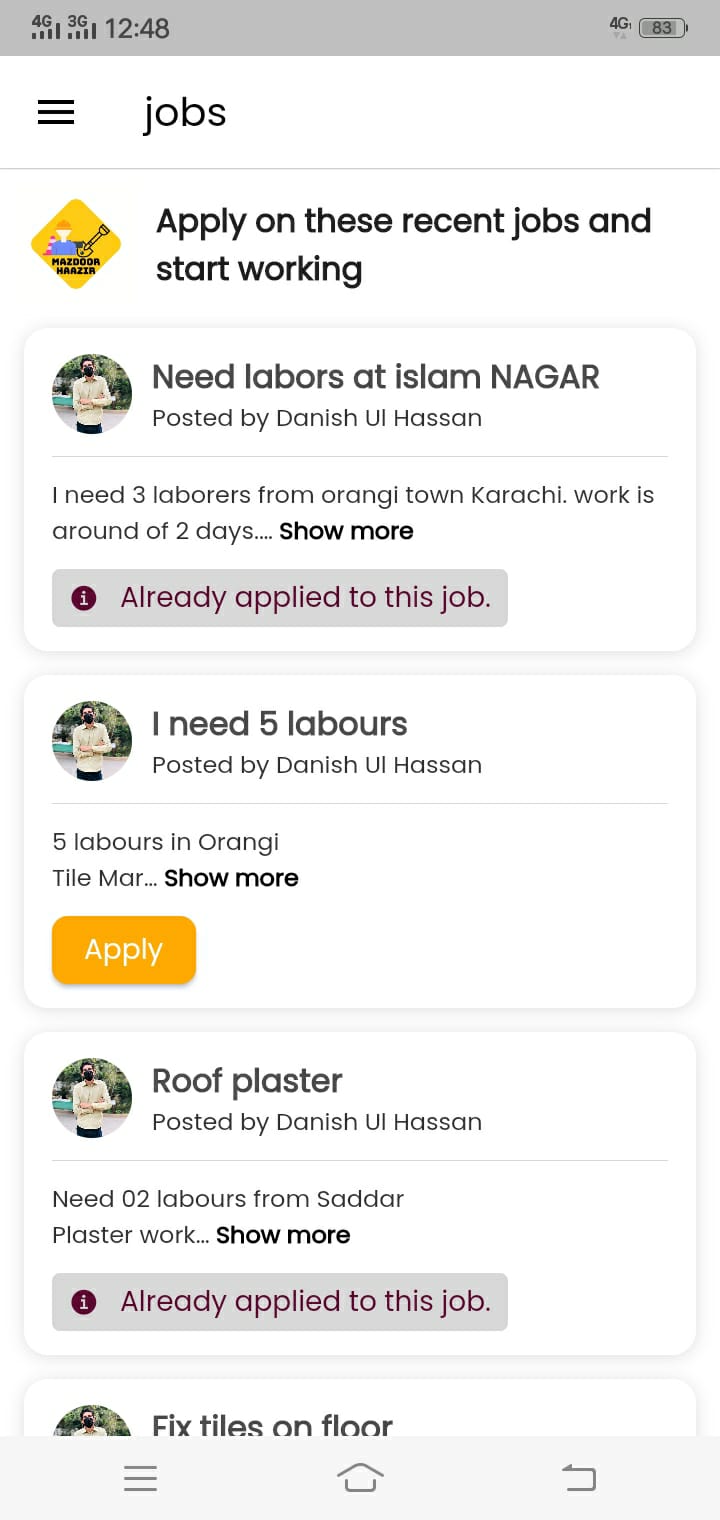 4G 3G 12:48 4G 83
jobs
MAZDOOR
HAAZIR
Apply on these recent jobs and
start working
Need labors at islam NAGAR
Posted by Danish Ul Hassan
I need 3 laborers from orangi town Karachi. work is
around of 2 days.... Show more
Already applied to this job.
I need 5 labours
Posted by Danish Ul Hassan
5 labours in Orangi
Tile Mar... Show more
Apply
Roof plaster
Posted by Danish Ul Hassan
Need 02 labours from Saddar
Plaster work... Show more
Already applied to this job.
Fix tiles on floor